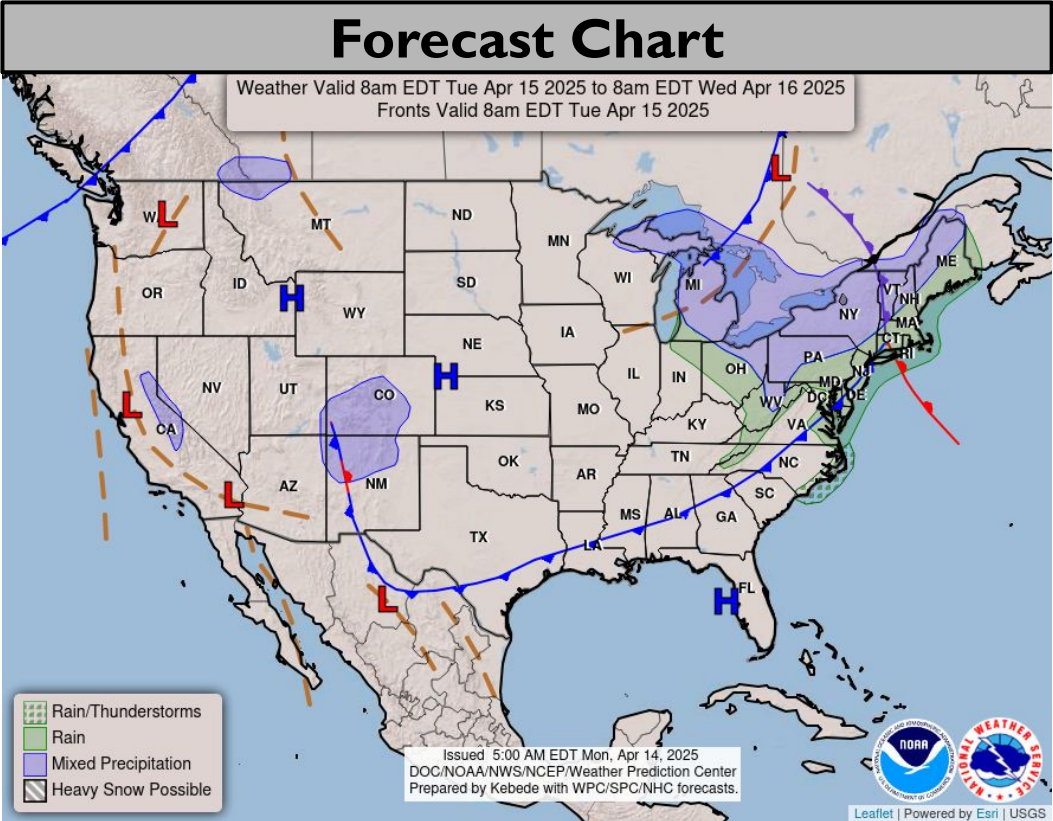 Forecast Chart
Weather Valid 8am EDT Tue Apr 15 2025 to 8am EDT Wed Apr 16 2025
Fronts Valid 8am EDT Tue Apr 15 2025
L
L
WA
MT
ND
MN
ME
OR
ID
H
WY
SD
WI
MI
VT
NH
NY
MA
CT
RI
NE
IA
PA
NJ
H
NV
UT
CO
KS
MO
IL
IN
OH
MD
DE
DC
WV
VA
KY
L
CA
AZ
NM
OK
AR
TN
NC
SC
L
TX
LA
MS
AL
GA
L
H
FL
Rain/Thunderstorms
Rain
Mixed Precipitation
Heavy Snow Possible
Issued 5:00 AM EDT Mon, Apr 14, 2025
DOC/NOAA/NWS/NCEP/Weather Prediction Center
Prepared by Kebede with WPC/SPC/NHC forecasts.
NOAA
NATIONAL WEATHER SERVICE
Leaflet | Powered by Esri | USGS